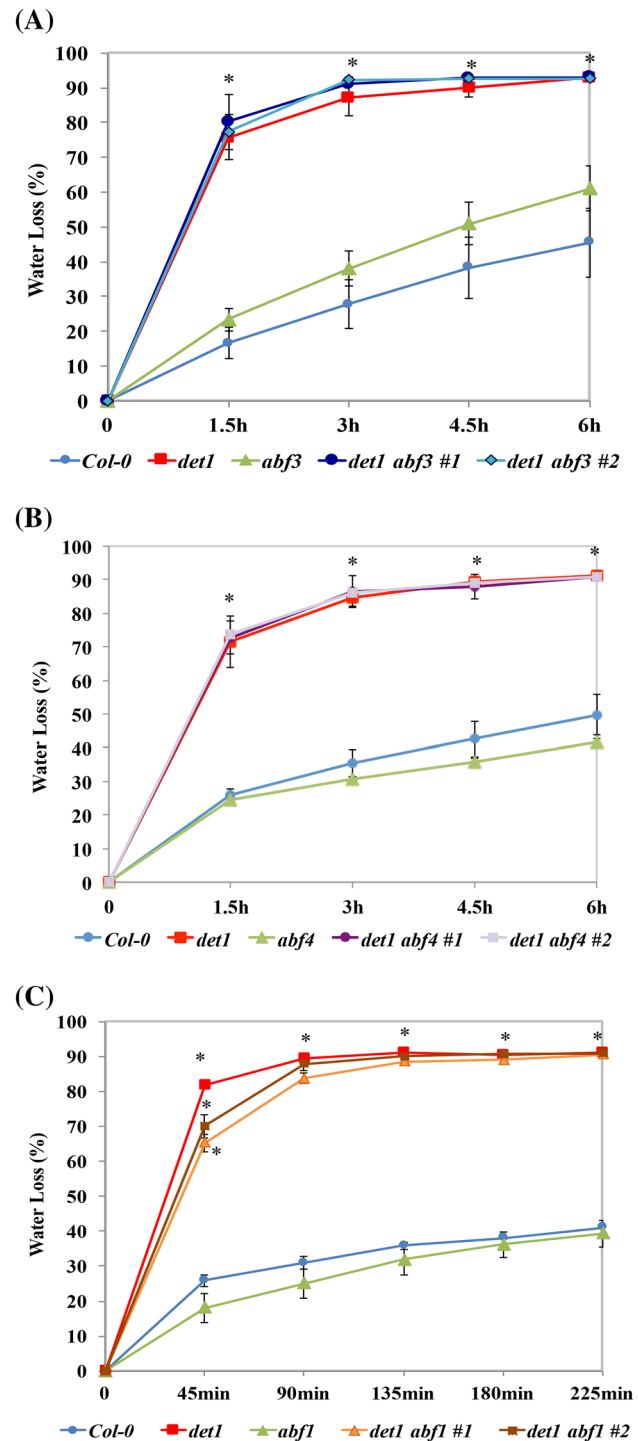 (A)
Water Loss (%)
100
90
80
70
60
50
40
30
20
10
0
* * * *
0 1.5h 3h 4.5h 6h
Col-0 det1 abf3 det1 abf3 #1 det1 abf3 #2
(B)
Water Loss (%)
100
90
80
70
60
50
40
30
20
10
0
* * * *
0 1.5h 3h 4.5h 6h
Col-0 det1 abf4 det1 abf4 #1 det1 abf4 #2
(C)
Water Loss (%)
100
90
80
70
60
50
40
30
20
10
0
* * * * *
*
*
0 45min 90min 135min 180min 225min
Col-0 det1 abf1 det1 abf1 #1 det1 abf1 #2